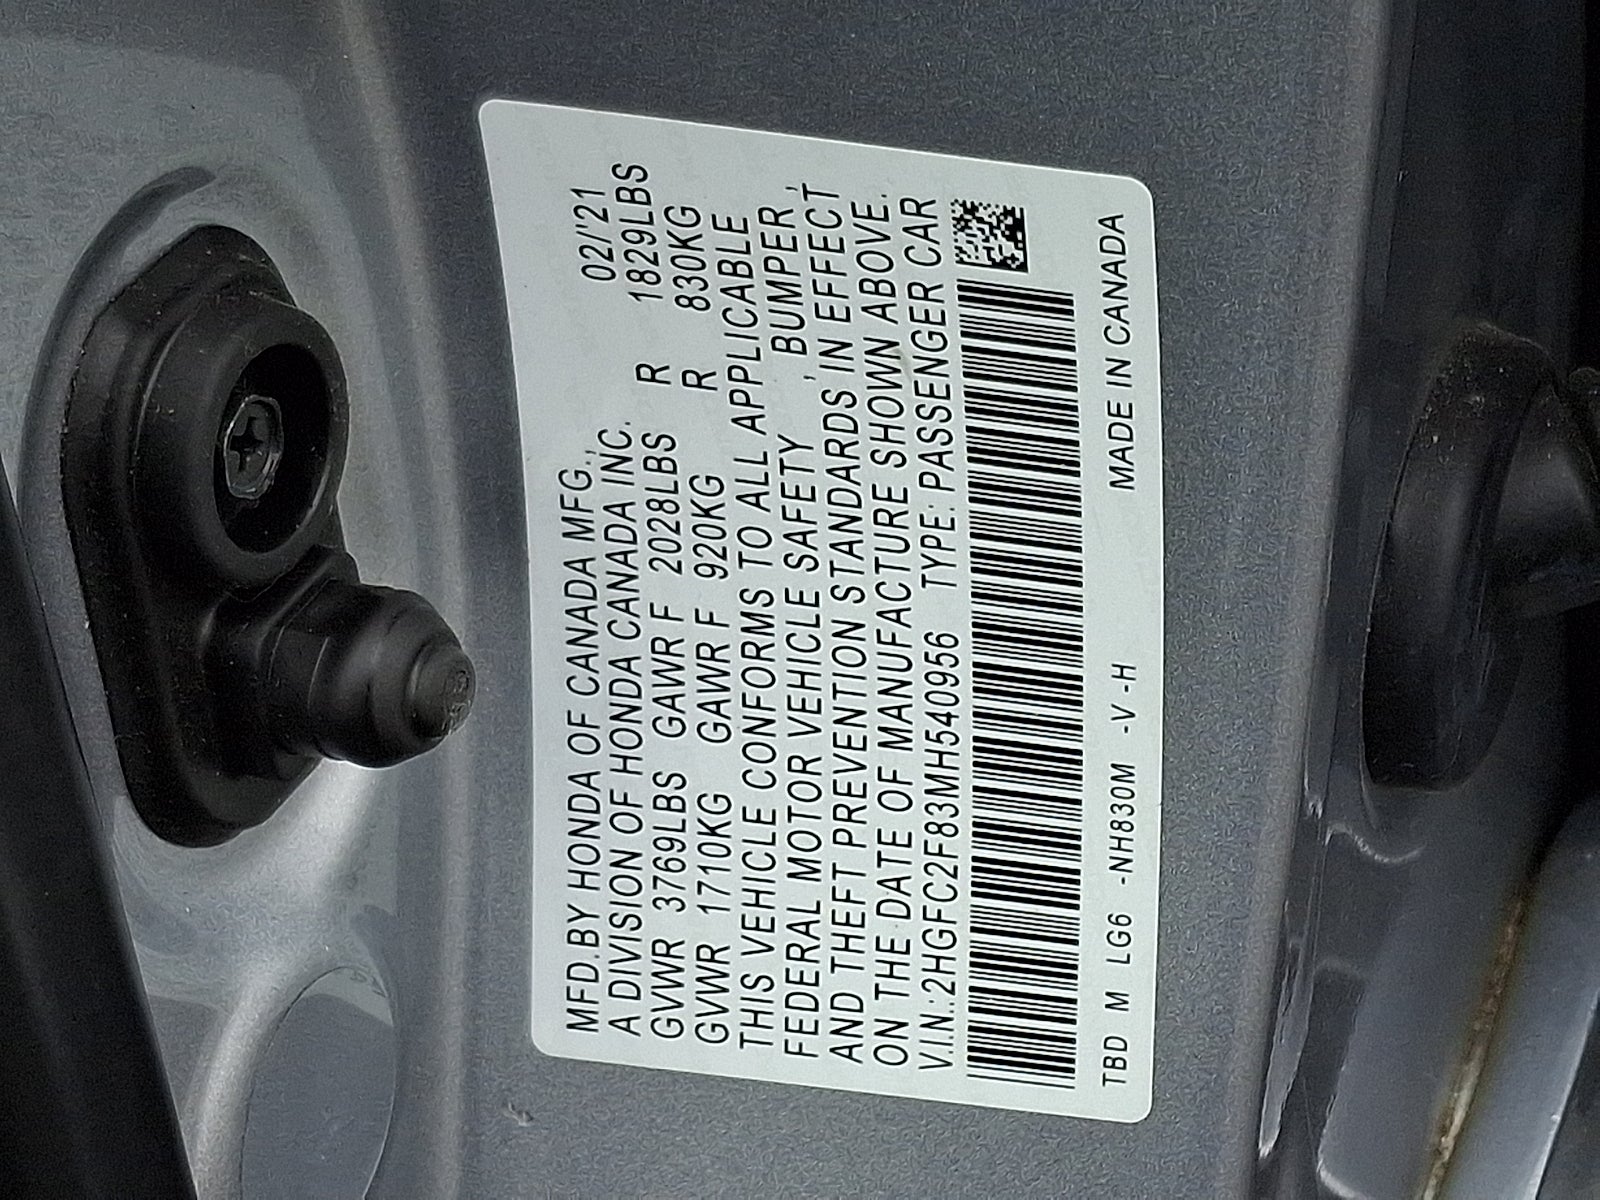 MFD.BY HONDA OF CANADA MFG., 02/'21
A DIVISION OF HONDA CANADA INC.
GVWR 3769LBS GAWR F 2028LBS R 1829LBS
GVWR 1710KG GAWR F 920KG R 830KG
THIS VEHICLE CONFORMS TO ALL APPLICABLE
FEDERAL MOTOR VEHICLE SAFETY , BUMPER ,
AND THEFT PREVENTION STANDARDS IN EFFECT
ON THE DATE OF MANUFACTURE SHOWN ABOVE.
V.I.N.:2HGFC2F83MH540956 TYPE: PASSENGER CAR
TBD M LG6 -NH830M -V -H MADE IN CANADA